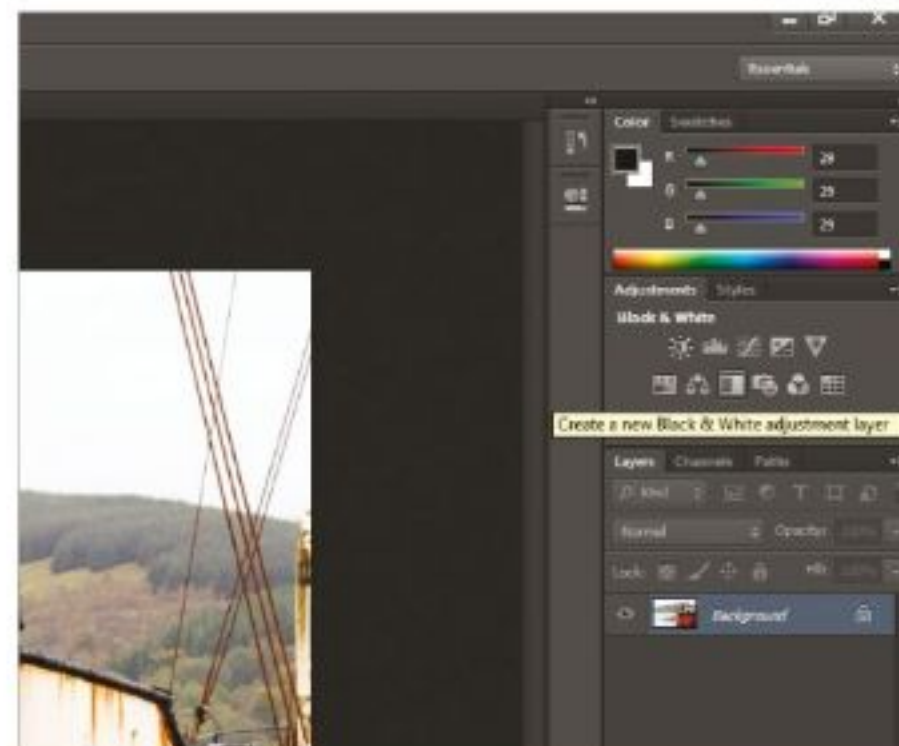 Essentials
Color Swatches
R 29
G 29
B 29
Adjustments Styles
Black & White
Create a new Black & White adjustment layer
Layers Channels Paths
Kind
Normal Opacity:
Lock: Fill:
Background